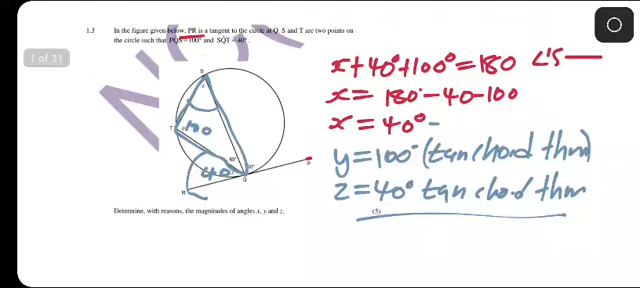 1.3 In the figure given below, PR is a tangent to the circle at Q. S and T are two points
on the circle such that PQS = 100° and SQT = 40°.
1 of 31
x+40°+100°=180 <'s
x= 180°-40-100
x=40°
y=100° (tan chord thm)
z=40° tan chord thm
S
T
100
40°
40°
P
R
Q
Determine, with reasons, the magnitudes of angles x, y and z.
(5)